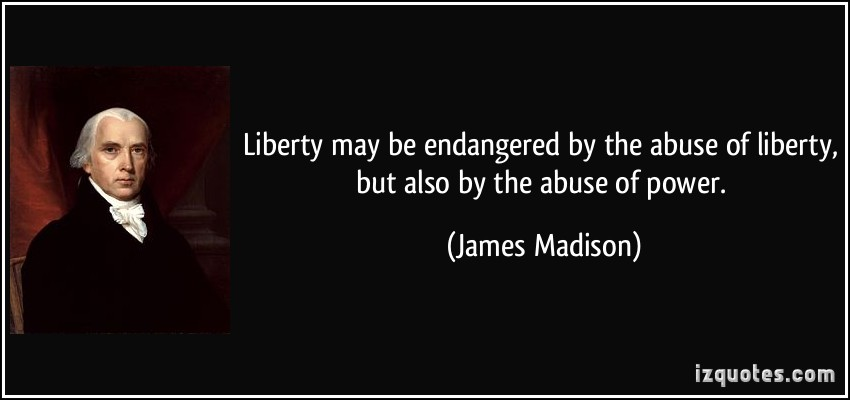 Liberty may be endangered by the abuse of liberty,
but also by the abuse of power.
(James Madison)
izquotes.com